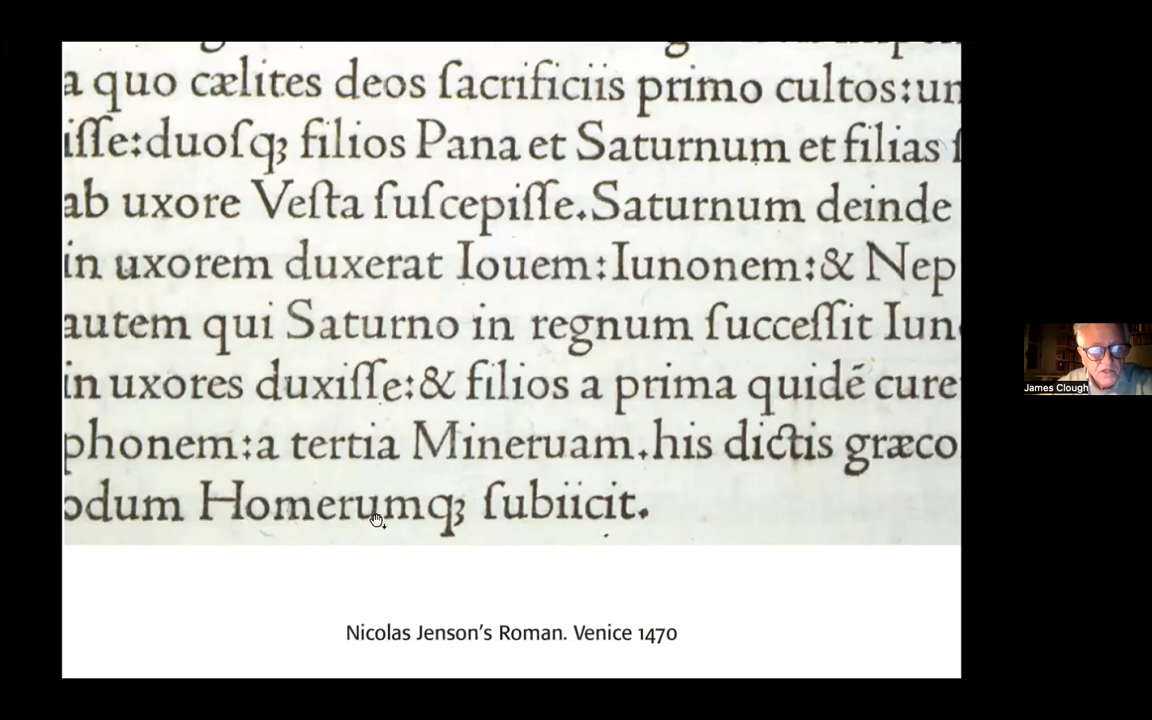 a quo cælites deos ſacrificiis primo cultos:un
iſſe:duoſqꝫ filios Pana et Saturnum et filias ſ
ab uxore Veſta ſuſcepiſſe.Saturnum deinde
in uxorem duxerat Iouem:Iunonem:& Nep
autem qui Saturno in regnum ſucceſſit Iun
in uxores duxiſſe:& filios a prima quidē cure
phonem:a tertia Mineruam.his dictis græco
odum Homerumqꝫ ſubiicit.
Nicolas Jenson’s Roman. Venice 1470
James Clough